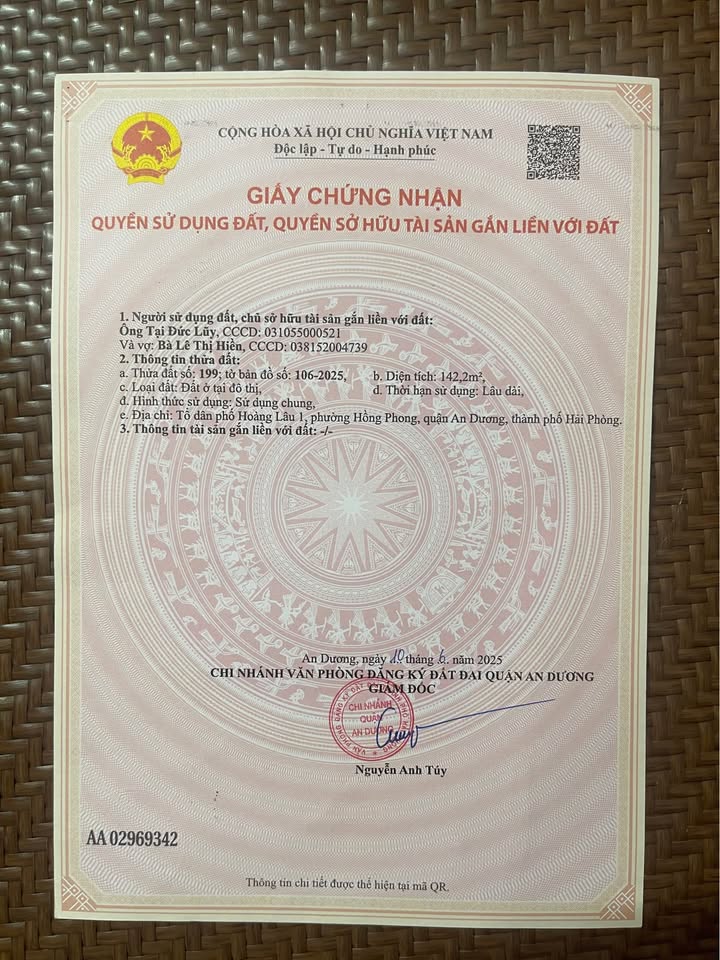 CỘNG HÒA XÃ HỘI CHỦ NGHĨA VIỆT NAM
Độc lập - Tự do - Hạnh phúc
GIẤY CHỨNG NHẬN
QUYỀN SỬ DỤNG ĐẤT, QUYỀN SỞ HỮU TÀI SẢN GẮN LIỀN VỚI ĐẤT
1. Người sử dụng đất, chủ sở hữu tài sản gắn liền với đất:
Ông Tại Đức Lũy, CCCD: 031055000521
Và vợ: Bà Lê Thị Hiền, CCCD: 038152004739
2. Thông tin thửa đất:
a. Thửa đất số: 199; tờ bản đồ số: 106-2025, b. Diện tích: 142,2m²,
c. Loại đất: Đất ở tại đô thị, d. Thời hạn sử dụng: Lâu dài,
đ. Hình thức sử dụng: Sử dụng chung,
e. Địa chỉ: Tổ dân phố Hoàng Lâu 1, phường Hồng Phong, quận An Dương, thành phố Hải Phòng.
3. Thông tin tài sản gắn liền với đất: -/-
An Dương, ngày 10 tháng 6. năm 2025
CHI NHÁNH VĂN PHÒNG ĐĂNG KÝ ĐẤT ĐAI QUẬN AN DƯƠNG
GIÁM ĐỐC
CHI NHÁNH
QUẬN
AN DƯƠNG
Nguyễn Anh Túy
AA 02969342
Thông tin chi tiết được thể hiện tại mã QR.